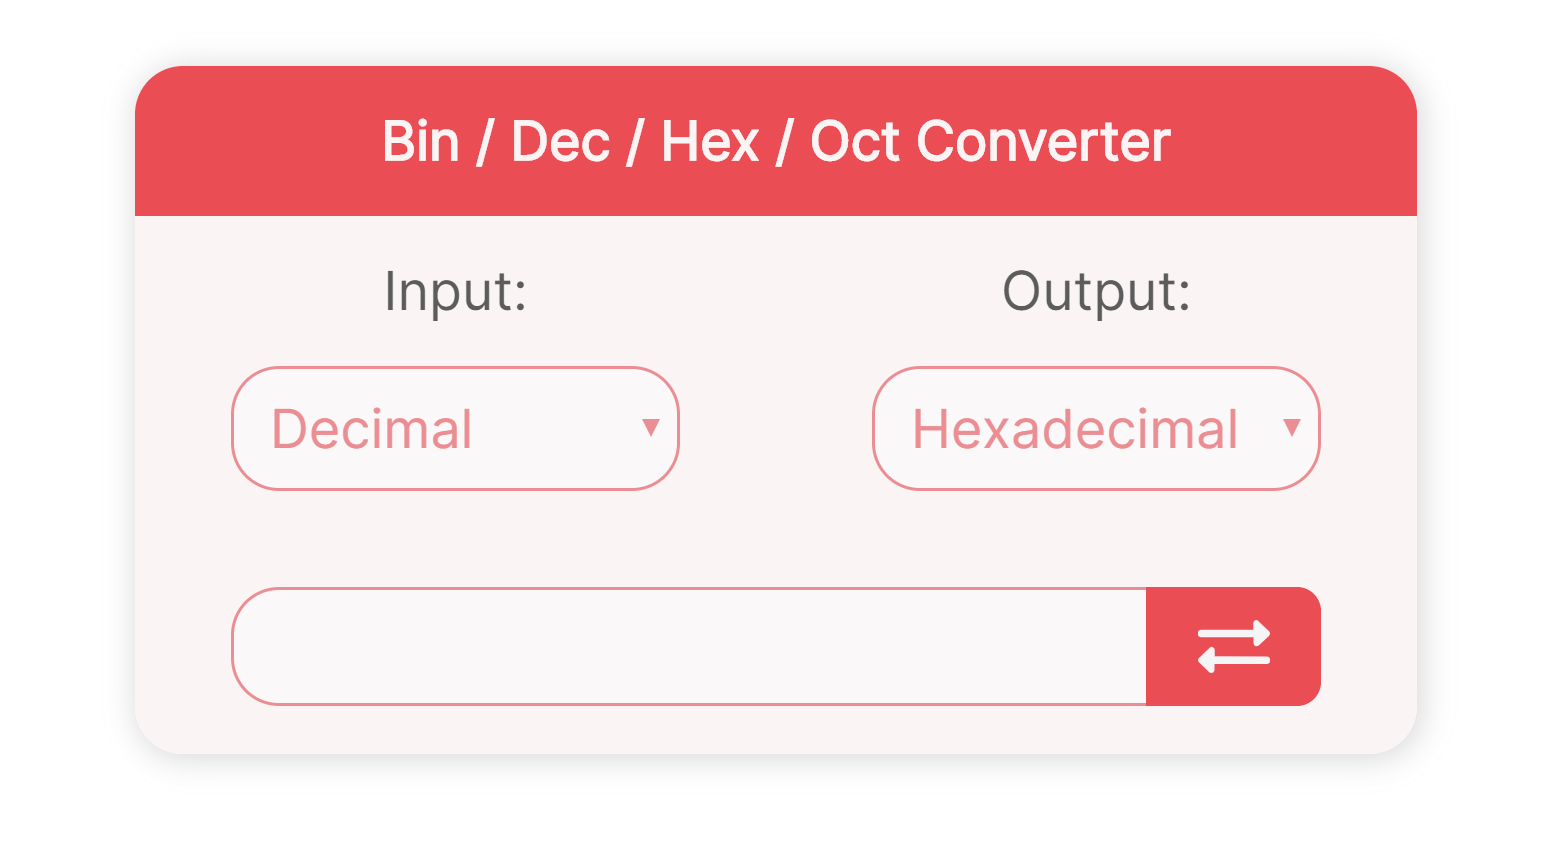 Bin / Dec / Hex / Oct Converter
Input:
Output:
Decimal
Hexadecimal